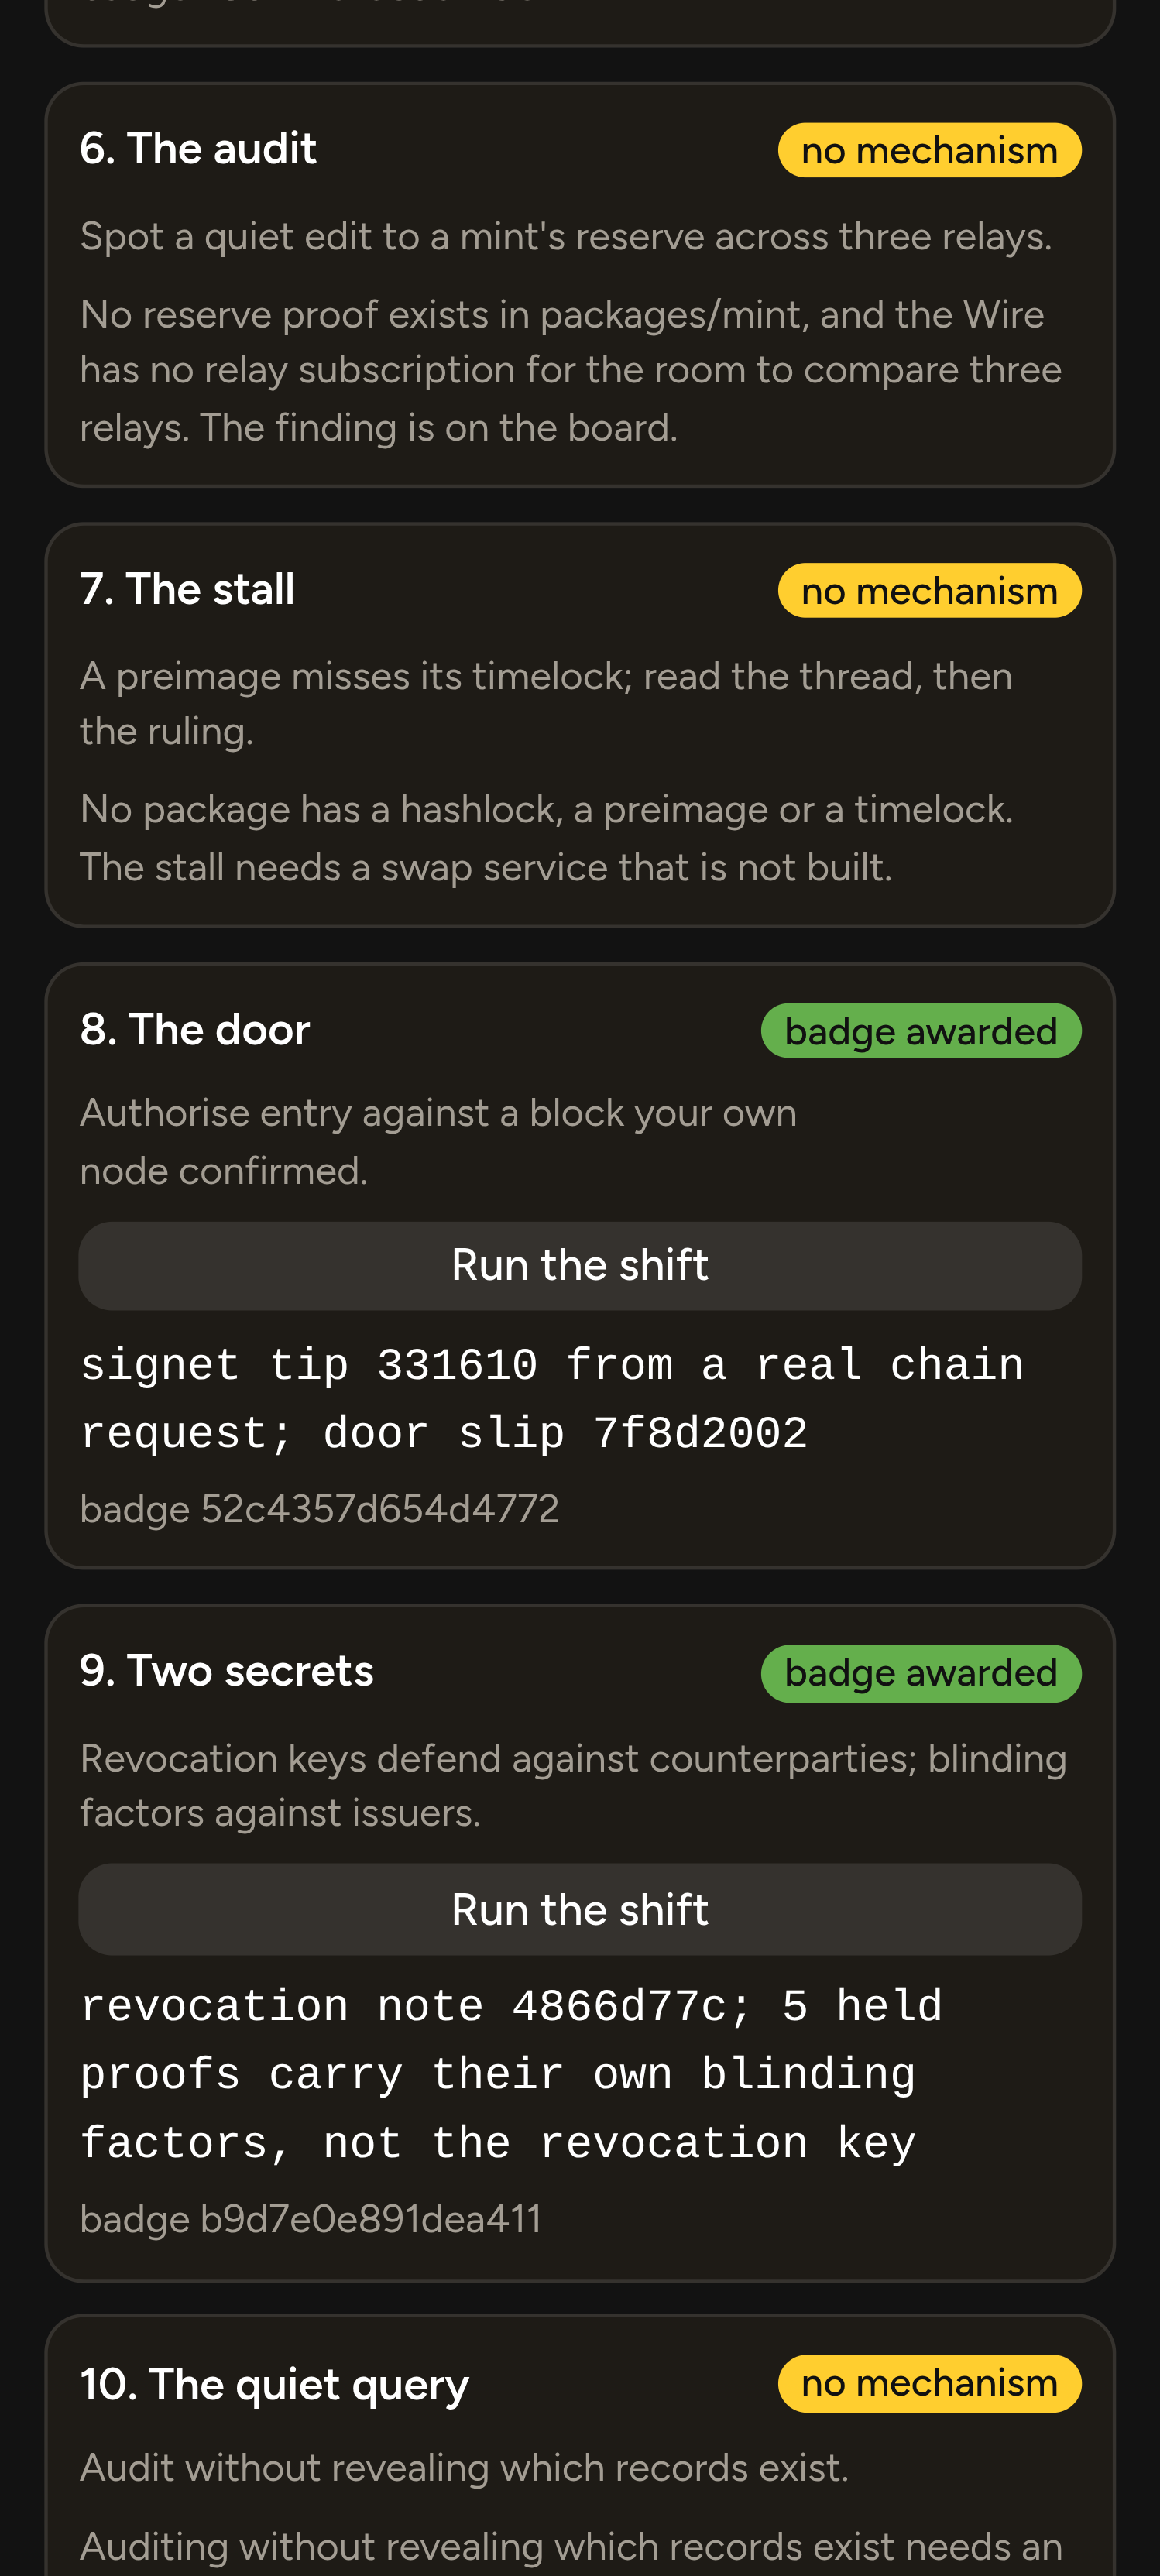 6. The audit
no mechanism
Spot a quiet edit to a mint's reserve across three relays.
No reserve proof exists in packages/mint, and the Wire
has no relay subscription for the room to compare three
relays. The finding is on the board.
7. The stall
no mechanism
A preimage misses its timelock; read the thread, then
the ruling.
No package has a hashlock, a preimage or a timelock.
The stall needs a swap service that is not built.
8. The door
badge awarded
Authorise entry against a block your own
node confirmed.
Run the shift
signet tip 331610 from a real chain
request; door slip 7f8d2002
badge 52c4357d654d4772
9. Two secrets
badge awarded
Revocation keys defend against counterparties; blinding
factors against issuers.
Run the shift
revocation note 4866d77c; 5 held
proofs carry their own blinding
factors, not the revocation key
badge b9d7e0e891dea411
10. The quiet query
no mechanism
Audit without revealing which records exist.
Auditing without revealing which records exist needs an